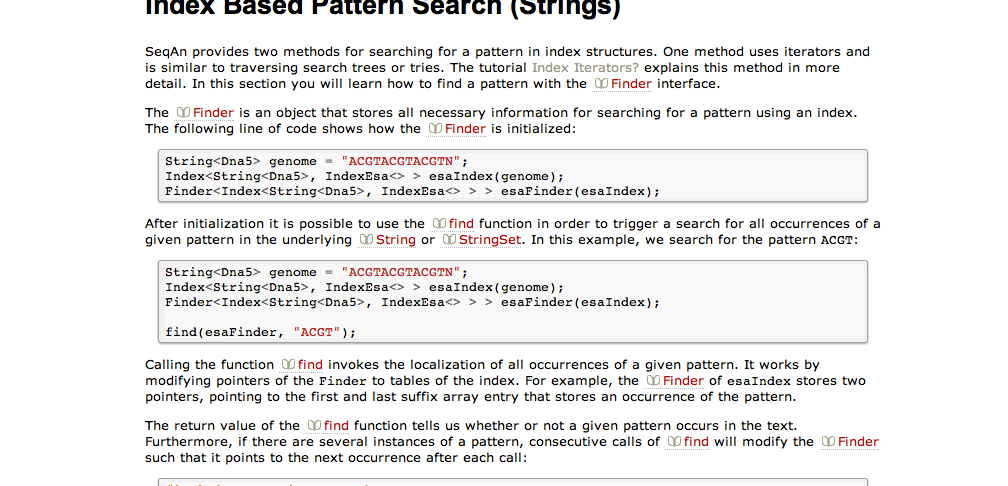 Index Based Pattern Search (Strings)
SeqAn provides two methods for searching for a pattern in index structures. One method uses iterators and
is similar to traversing search trees or tries. The tutorial Index Iterators? explains this method in more
detail. In this section you will learn how to find a pattern with the Finder interface.
The Finder is an object that stores all necessary information for searching for a pattern using an index.
The following line of code shows how the Finder is initialized:
String<Dna5> genome = "ACGTACGTACGTN";
Index<String<Dna5>, IndexEsa<> > esaIndex(genome);
Finder<Index<String<Dna5>, IndexEsa<> > > esaFinder(esaIndex);
After initialization it is possible to use the find function in order to trigger a search for all occurrences of a
given pattern in the underlying String or StringSet. In this example, we search for the pattern ACGT:
String<Dna5> genome = "ACGTACGTACGTN";
Index<String<Dna5>, IndexEsa<> > esaIndex(genome);
Finder<Index<String<Dna5>, IndexEsa<> > > esaFinder(esaIndex);
find(esaFinder, "ACGT");
Calling the function find invokes the localization of all occurrences of a given pattern. It works by
modifying pointers of the Finder to tables of the index. For example, the Finder of esaIndex stores two
pointers, pointing to the first and last suffix array entry that stores an occurrence of the pattern.
The return value of the find function tells us whether or not a given pattern occurs in the text.
Furthermore, if there are several instances of a pattern, consecutive calls of find will modify the Finder
such that it points to the next occurrence after each call: